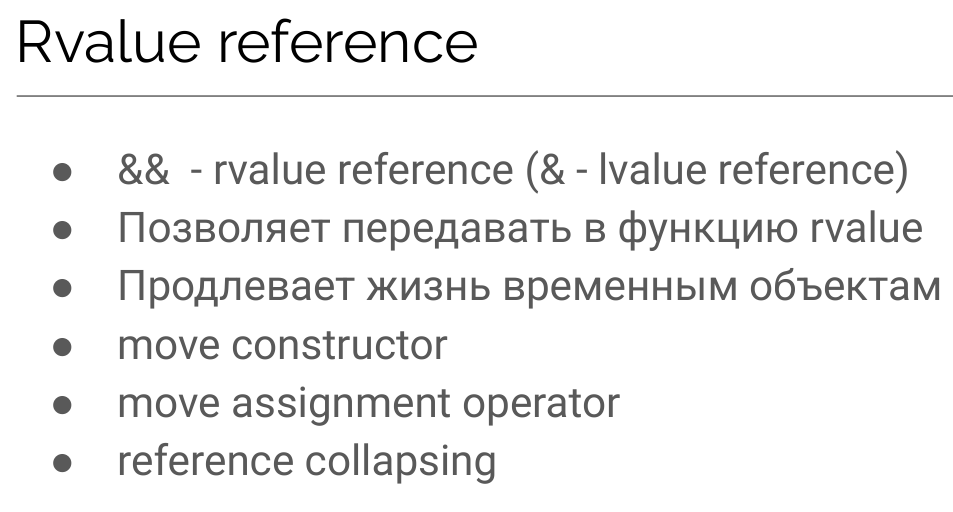 Rvalue reference
● && - rvalue reference (& - lvalue reference)
● Позволяет передавать в функцию rvalue
● Продлевает жизнь временным объектам
● move constructor
● move assignment operator
● reference collapsing